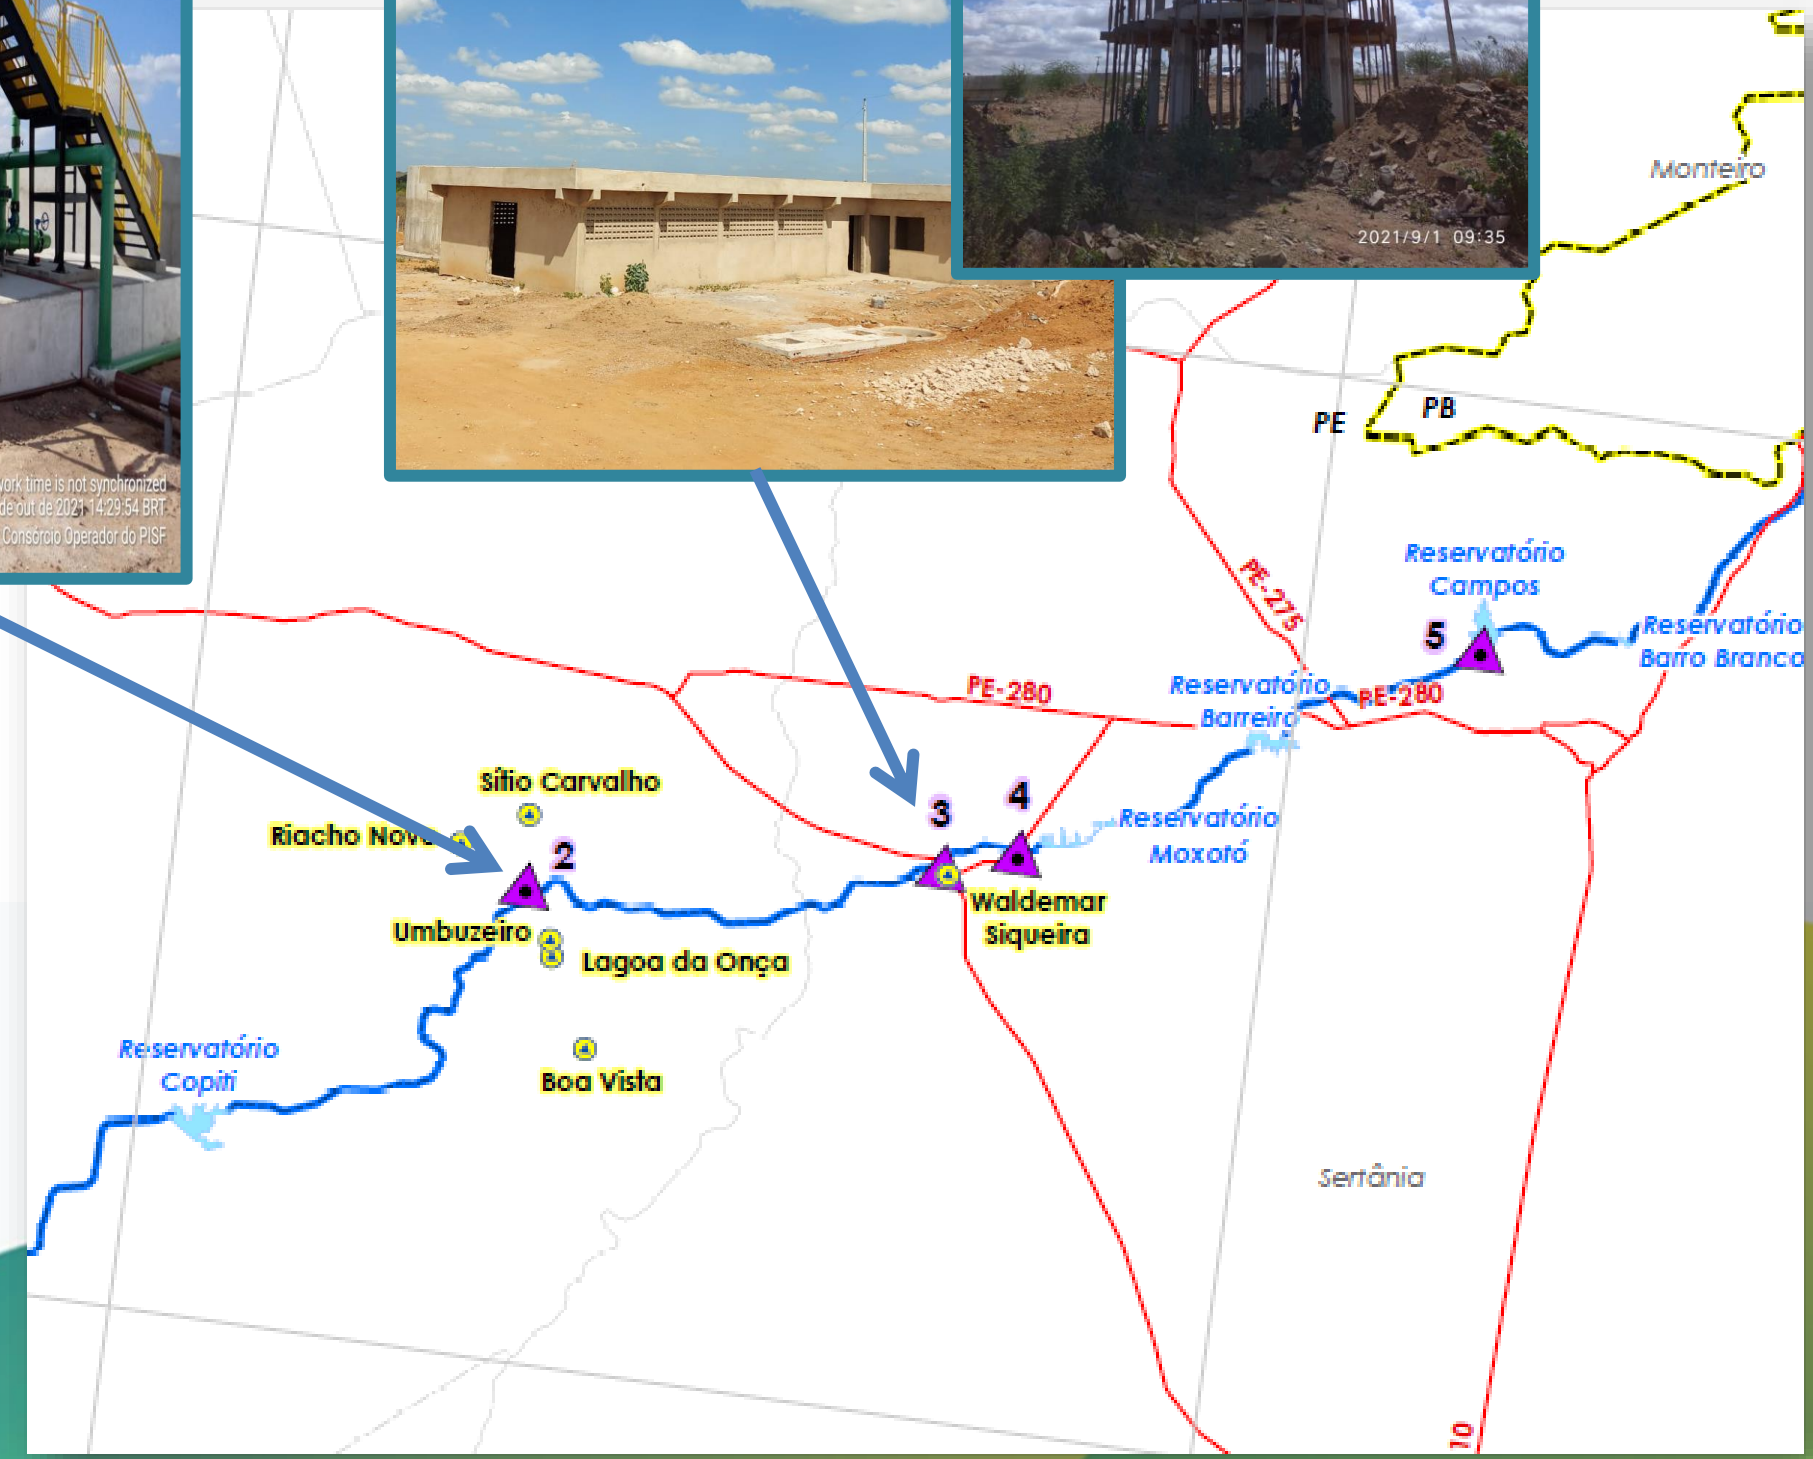 2021/9/1 09:35
Monteiro
work time is not synchronized
de out de 2021 14:29:54 BRT
Consórcio Operador do PISF
PE
PB
PE-275
Reservatório
Campos
5
Reservatório
Barro Branco
PE-280
Reservatório
Barreiro
PE-280
Sítio Carvalho
Riacho Novo
2
3
4
Reservatório
Moxotó
Waldemar
Siqueira
Umbuzeiro
Lagoa da Onça
Reservatório
Copiti
Boa Vista
Sertânia
10